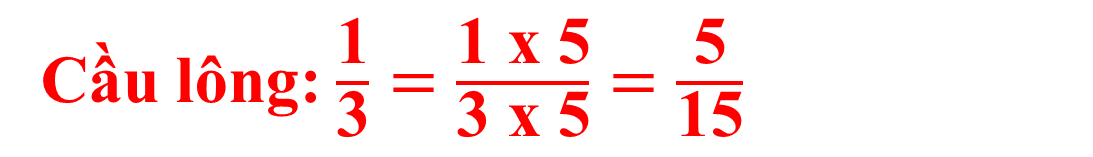 Cầu lông: 1/3 = 1 x 5/3 x 5 = 5/15